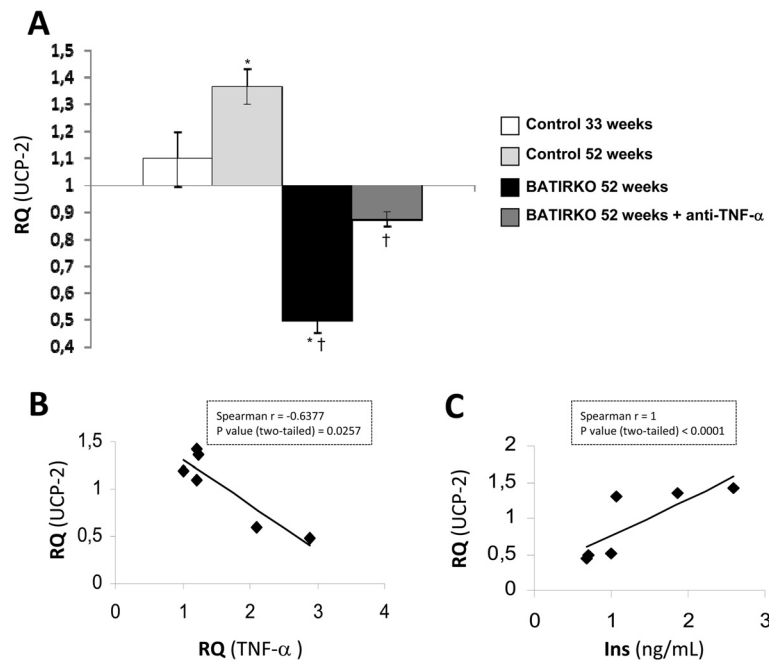 A
RQ (UCP-2)
1,5
1,4
1,3
1,2
1,1
1
0,9
0,8
0,7
0,6
0,5
0,4
*
* †
†
Control 33 weeks
Control 52 weeks
BATIRKO 52 weeks
BATIRKO 52 weeks + anti-TNF-α
B
Spearman r = -0.6377
P value (two-tailed) = 0.0257
RQ (UCP-2)
1,5
1
0,5
0
0 1 2 3 4
RQ (TNF-α )
C
Spearman r = 1
P value (two-tailed) < 0.0001
RQ (UCP-2)
2
1,5
1
0,5
0
0 1 2 3
Ins (ng/mL)